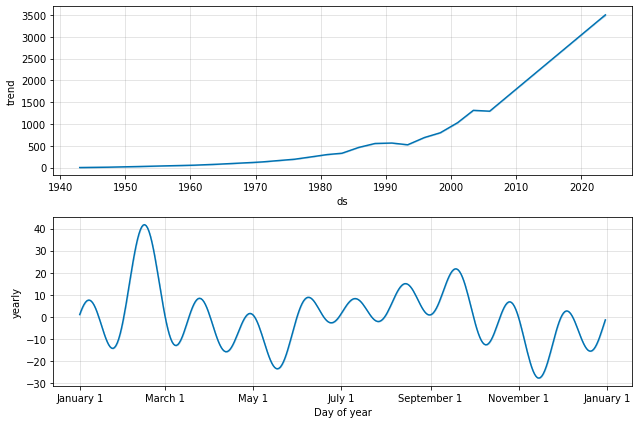 3500
3000
2500
2000
1500
1000
500
0
trend
1940 1950 1960 1970 1980 1990 2000 2010 2020
ds
40
30
20
10
0
−10
−20
−30
yearly
January 1 March 1 May 1 July 1 September 1 November 1 January 1
Day of year